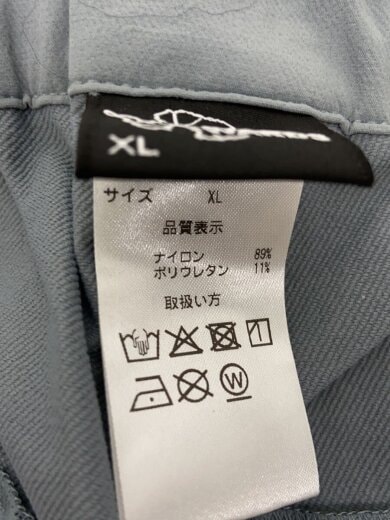 XL
サイズ XL
品質表示
ナイロン 89%
ポリウレタン 11%
取扱い方
W